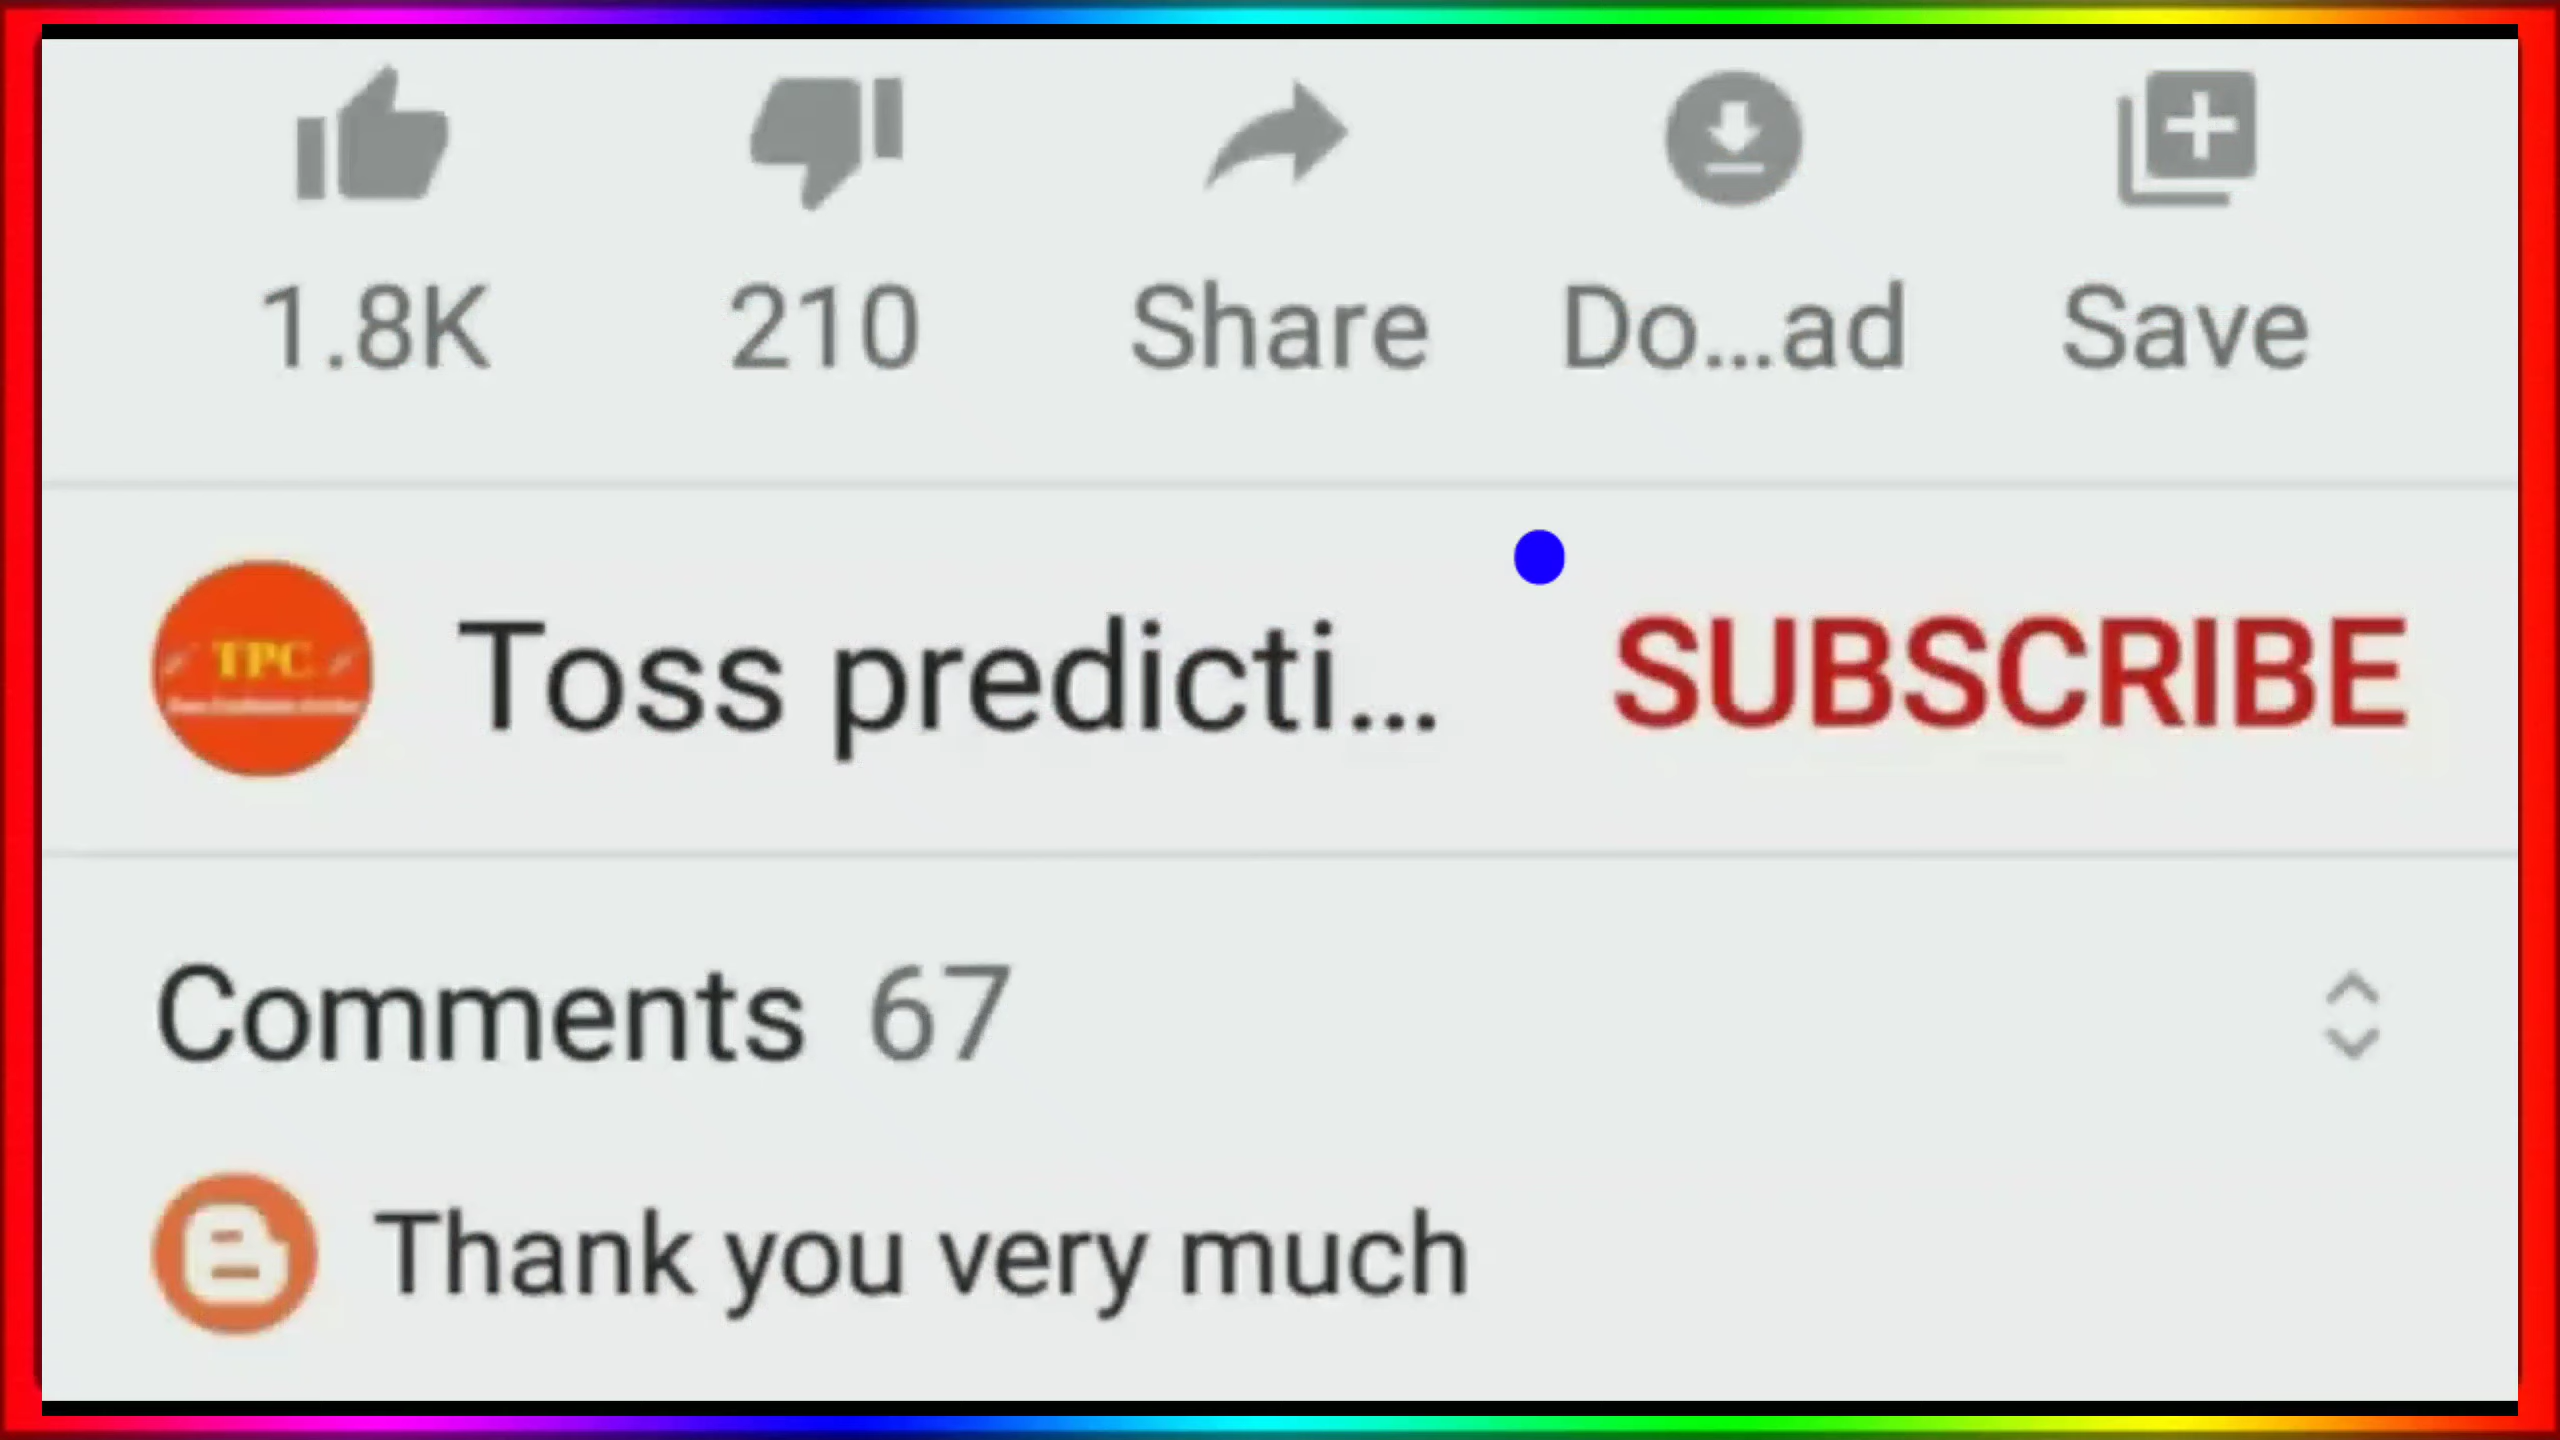 1.8K 210 Share Do...ad Save
TPC
Toss predicti... SUBSCRIBE
Comments 67
Thank you very much